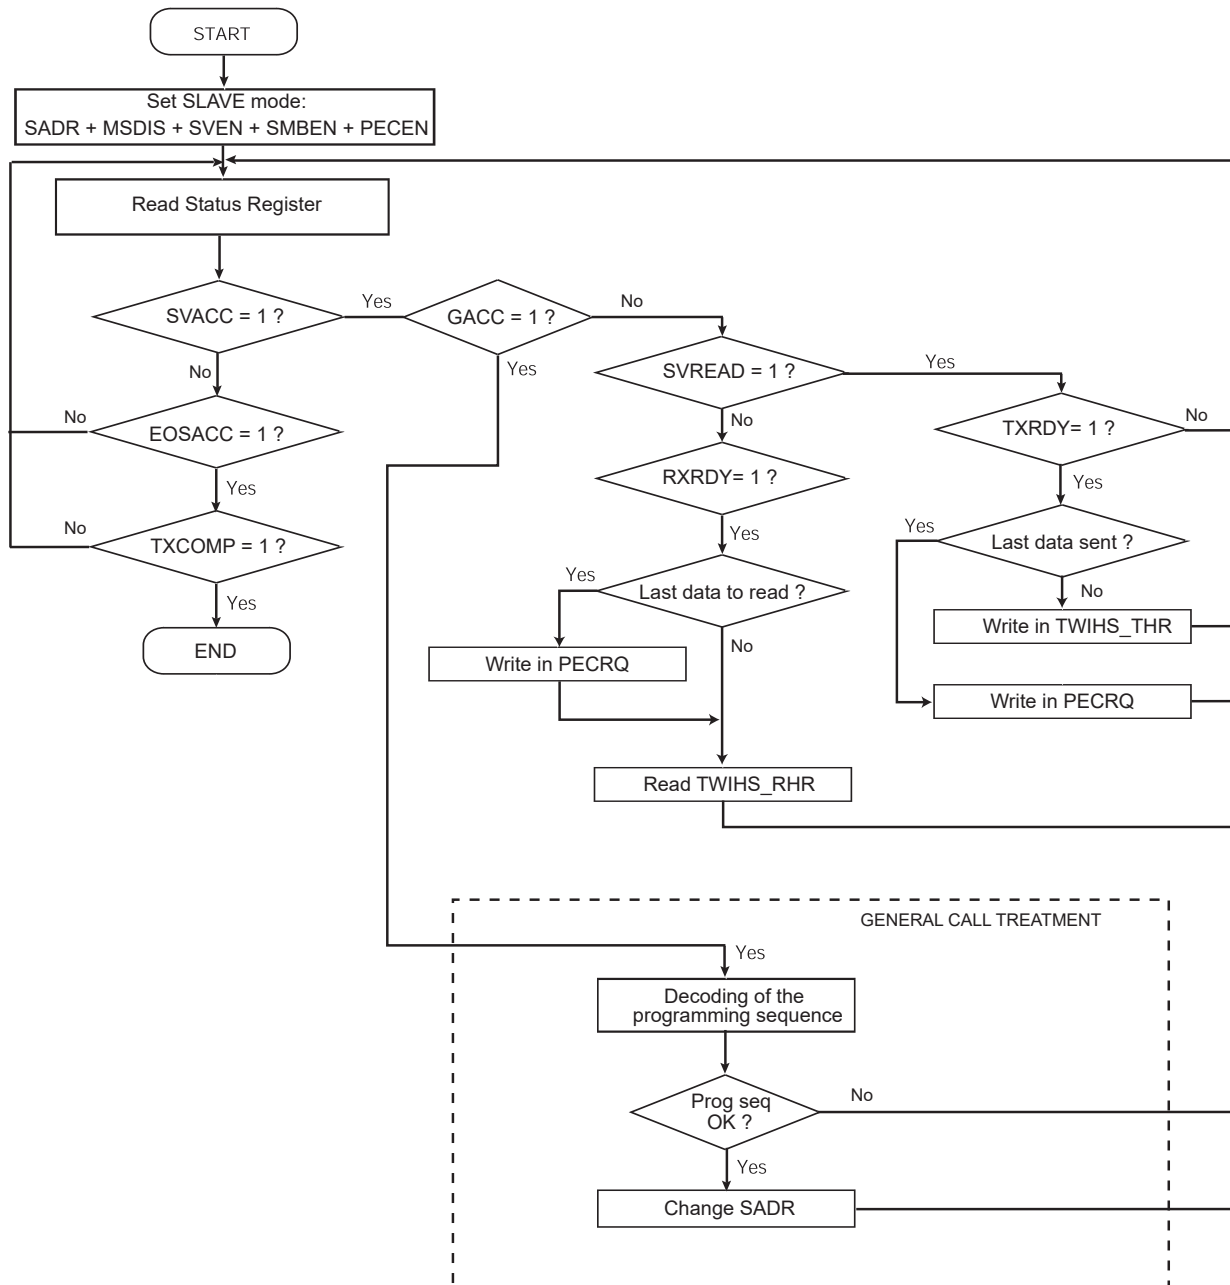 START
Set SLAVE mode:
SADR + MSDIS + SVEN + SMBEN + PECEN
Read Status Register
SVACC = 1 ?
Yes
GACC = 1 ?
No
No
Yes
SVREAD = 1 ?
Yes
No
EOSACC = 1 ?
No
TXRDY= 1 ?
No
Yes
RXRDY= 1 ?
Yes
No
TXCOMP = 1 ?
Yes
Yes
Last data sent ?
Yes
Last data to read ?
Yes
No
END
No
Write in TWIHS_THR
Write in PECRQ
Write in PECRQ
Read TWIHS_RHR
GENERAL CALL TREATMENT
Yes
Decoding of the
programming sequence
Prog seq
OK ?
No
Yes
Change SADR